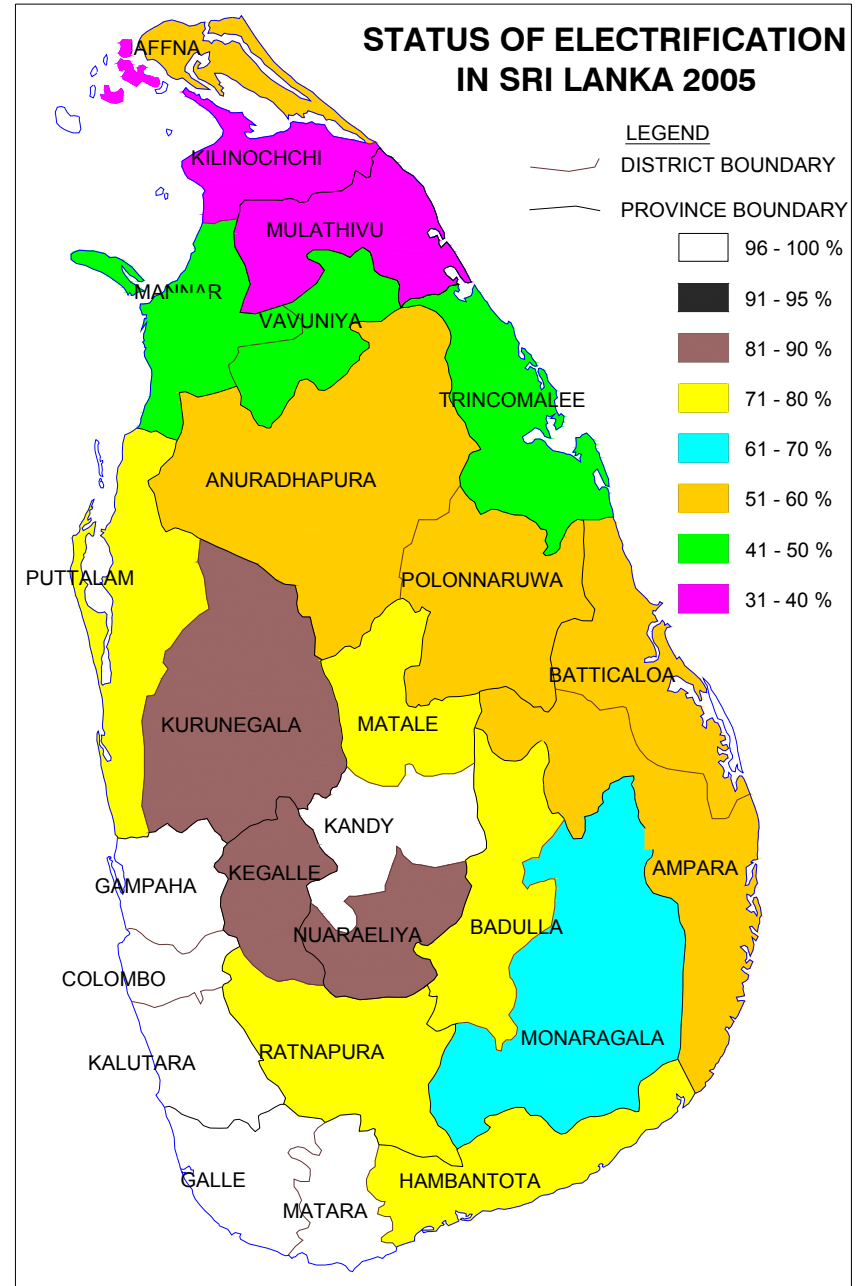 STATUS OF ELECTRIFICATION
IN SRI LANKA 2005
LEGEND
DISTRICT BOUNDARY
PROVINCE BOUNDARY
96 - 100 %
91 - 95 %
81 - 90 %
71 - 80 %
61 - 70 %
51 - 60 %
41 - 50 %
31 - 40 %
JAFFNA
KILINOCHCHI
MULATHIVU
MANNAR
VAVUNIYA
TRINCOMALEE
ANURADHAPURA
PUTTALAM
POLONNARUWA
BATTICALOA
KURUNEGALA
MATALE
KANDY
KEGALLE
AMPARA
GAMPAHA
NUARAELIYA
BADULLA
COLOMBO
MONARAGALA
RATNAPURA
KALUTARA
GALLE
HAMBANTOTA
MATARA